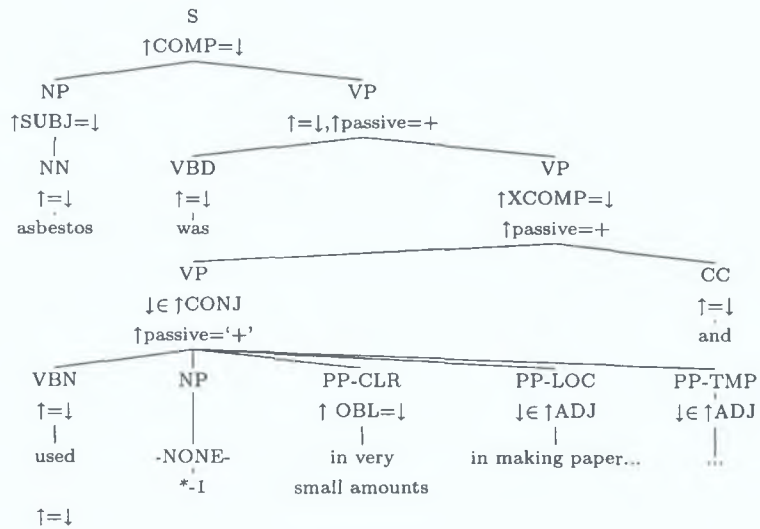 S
↑COMP=↓
NP VP
↑SUBJ=↓ ↑=↓,↑passive=+
NN VBD VP
↑=↓ ↑=↓ ↑XCOMP=↓
asbestos was ↑passive=+
VP CC
↓∈ ↑CONJ ↑=↓
↑passive=‘+’ and
VBN NP PP-CLR PP-LOC PP-TMP
↑=↓ ↑ OBL=↓ ↓∈ ↑ADJ ↓∈ ↑ADJ
used -NONE- in very in making paper... ...
*-1 small amounts
↑=↓